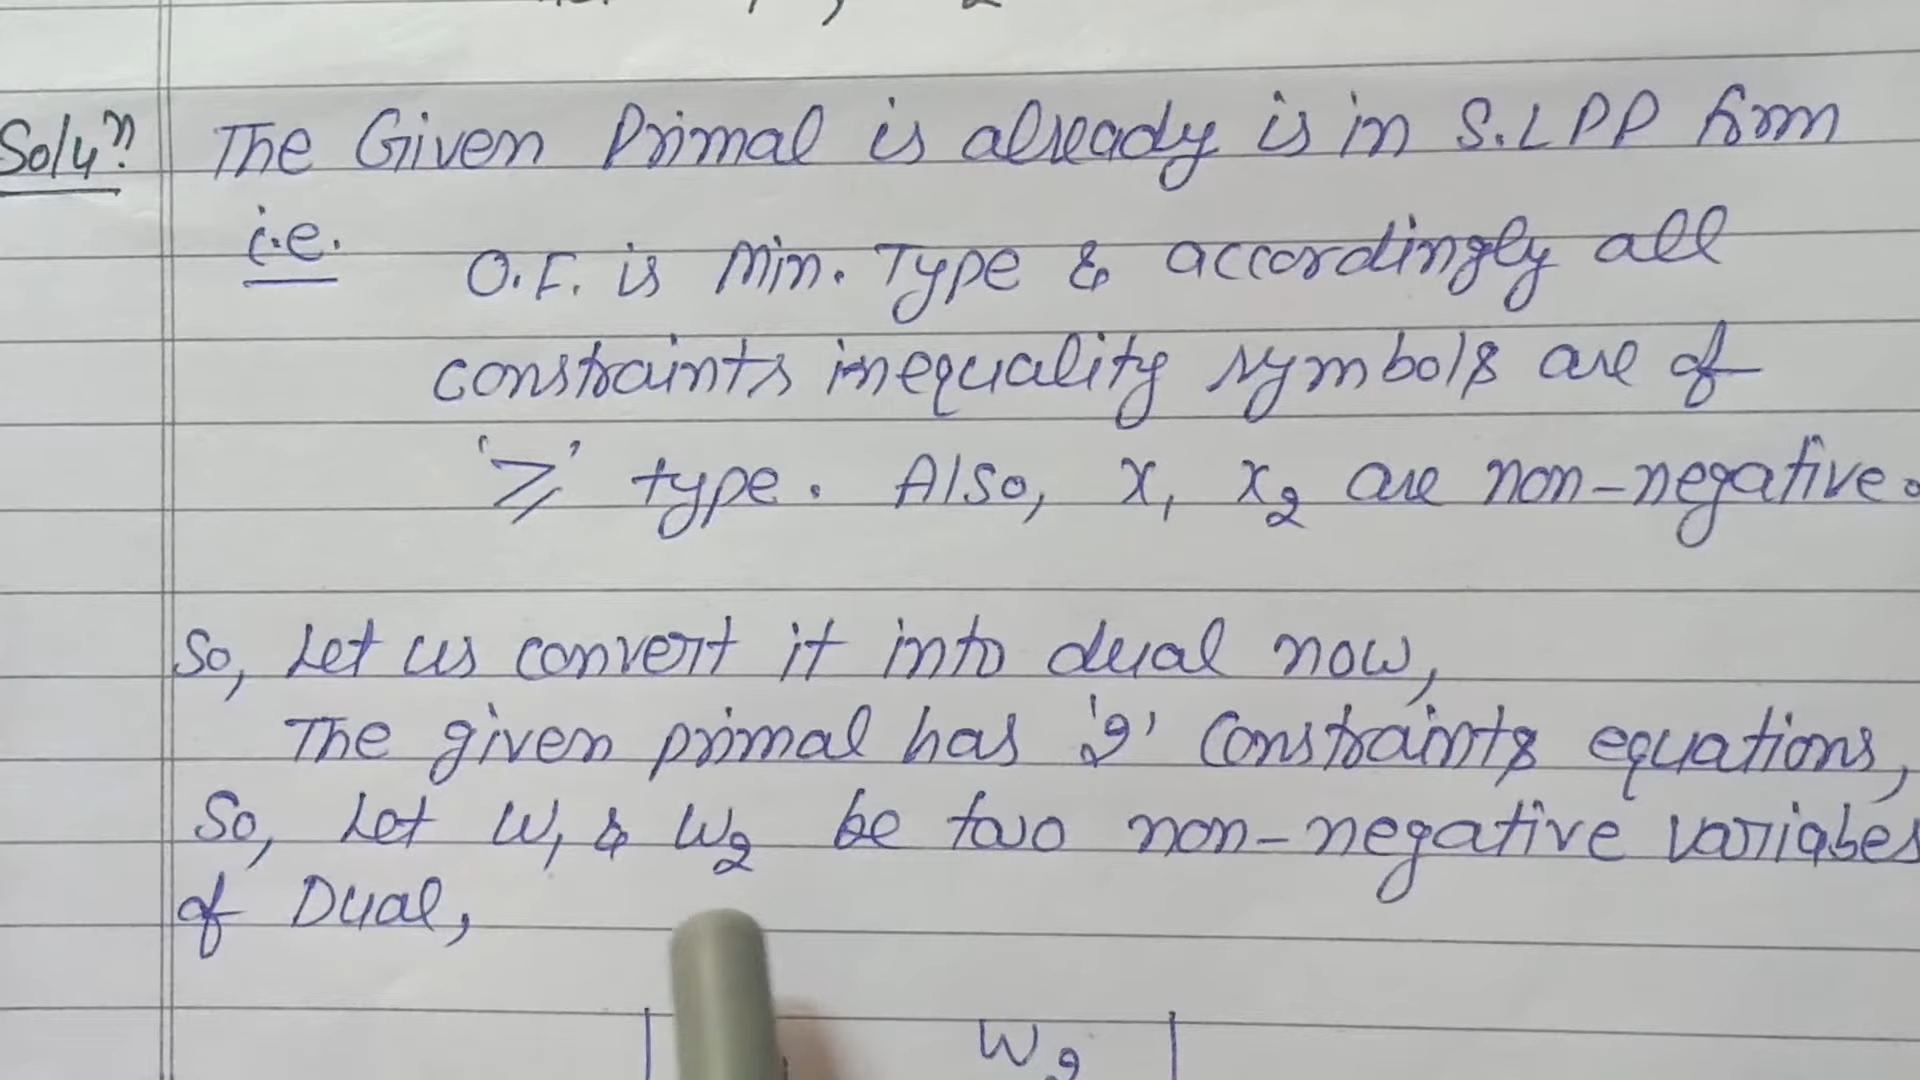 Solun: The Given Primal is already is in S.LPP form
i.e. O.F. is Min. Type & accordingly all
constraints inequality symbols are of
'≥' type. Also, x1 x2 are non-negative.
So, Let us convert it into dual now,
The given primal has '2' Constraints equations,
So, Let W1 & W2 be two non-negative variabes
of Dual,
W2